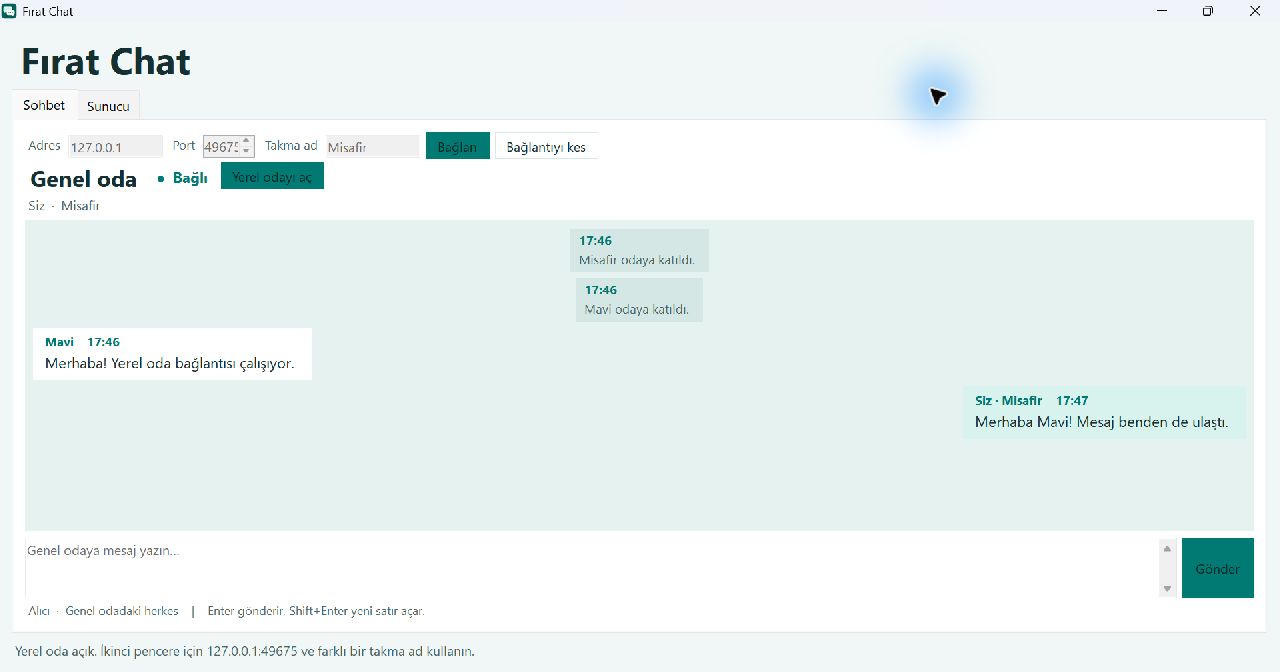 Fırat Chat
Fırat Chat
Sohbet Sunucu
Adres 127.0.0.1 Port 49675 Takma ad Misafir Bağlan Bağlantıyı kes
Genel oda • Bağlı Yerel odayı aç
Siz · Misafir
17:46
Misafir odaya katıldı.
17:46
Mavi odaya katıldı.
Mavi 17:46
Merhaba! Yerel oda bağlantısı çalışıyor.
Siz · Misafir 17:47
Merhaba Mavi! Mesaj benden de ulaştı.
Genel odaya mesaj yazın...
Gönder
Alıcı · Genel odadaki herkes | Enter gönderir. Shift+Enter yeni satır açar.
Yerel oda açık. İkinci pencere için 127.0.0.1:49675 ve farklı bir takma ad kullanın.